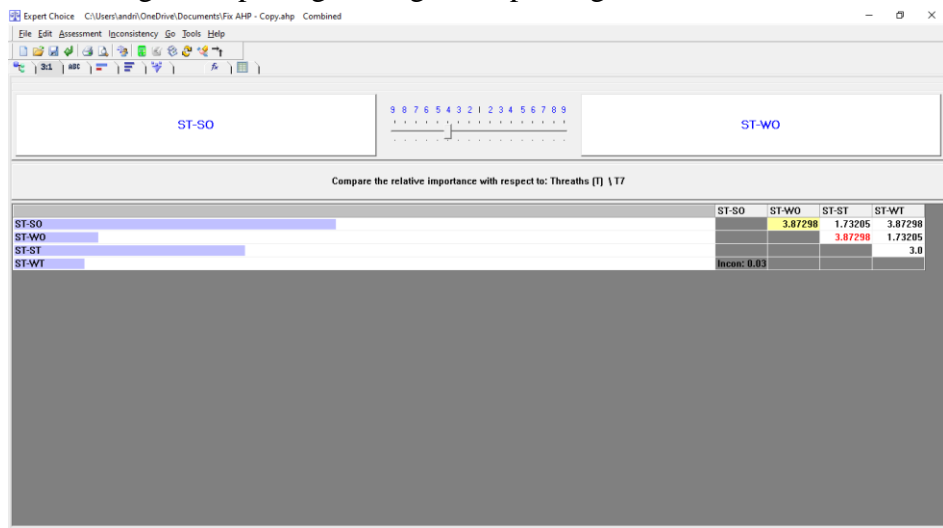 Expert Choice C:\Users\andri\OneDrive\Documents\Fix AHP - Copy.ahp Combined
File Edit Assessment Inconsistency Go Tools Help
3:1 ABC
ST-SO
9 8 7 6 5 4 3 2 1 2 3 4 5 6 7 8 9
ST-WO
Compare the relative importance with respect to: Threaths (T) \ T7
ST-SO ST-WO ST-ST ST-WT
ST-SO 3.87298 1.73205 3.87298
ST-WO 3.87298 1.73205
ST-ST 3.0
ST-WT Incon: 0.03